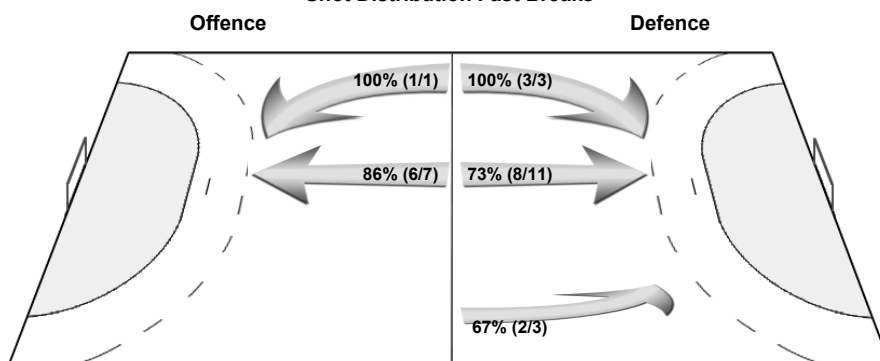 Shot Distribution Fast Breaks
Offence Defence
100% (1/1) 100% (3/3)
86% (6/7) 73% (8/11)
67% (2/3)